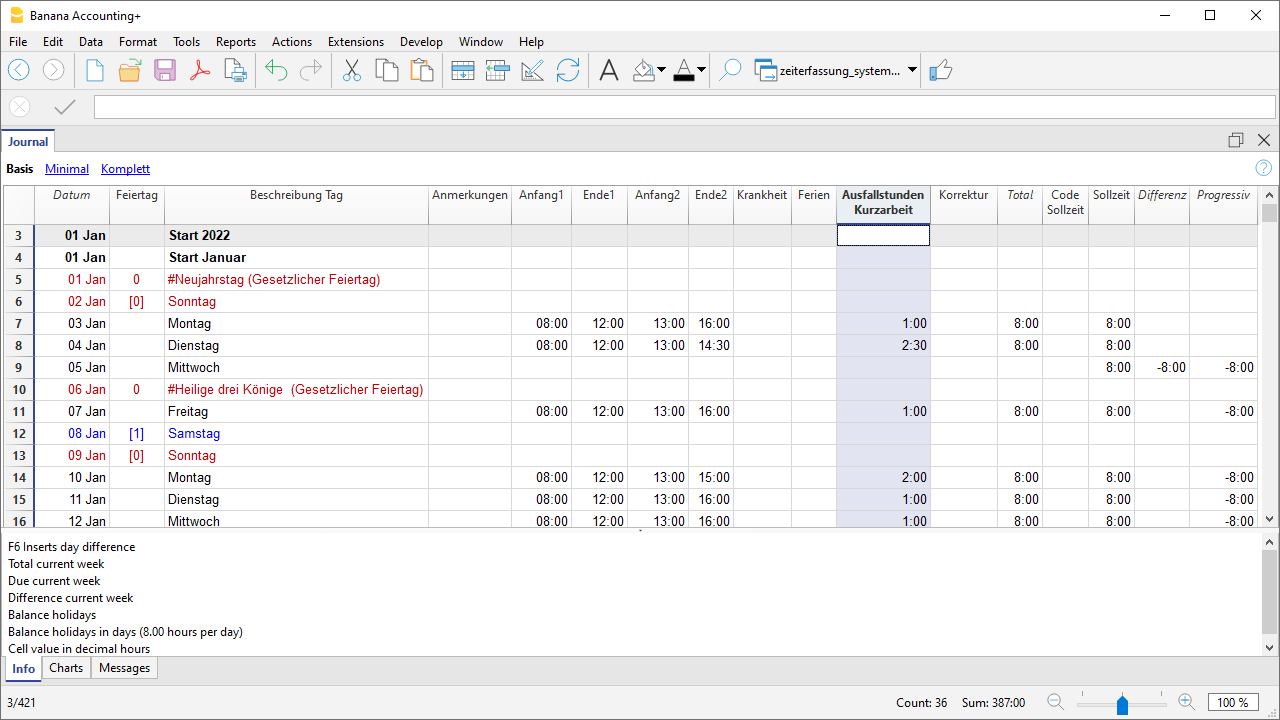 Banana Accounting+
File Edit Data Format Tools Reports Actions Extensions Develop Window Help
zeiterfassung_system...
Journal
Basis Minimal Komplett
Datum Feiertag Beschreibung Tag Anmerkungen Anfang1 Ende1 Anfang2 Ende2 Krankheit Ferien Ausfallstunden Korrektur Total Code Sollzeit Differenz Progressiv
Kurzarbeit Sollzeit
3 01 Jan Start 2022
4 01 Jan Start Januar
5 01 Jan 0 #Neujahrstag (Gesetzlicher Feiertag)
6 02 Jan [0] Sonntag
7 03 Jan Montag 08:00 12:00 13:00 16:00 1:00 8:00 8:00
8 04 Jan Dienstag 08:00 12:00 13:00 14:30 2:30 8:00 8:00
9 05 Jan Mittwoch 8:00 -8:00 -8:00
10 06 Jan 0 #Heilige drei Könige (Gesetzlicher Feiertag)
11 07 Jan Freitag 08:00 12:00 13:00 16:00 1:00 8:00 8:00 -8:00
12 08 Jan [1] Samstag
13 09 Jan [0] Sonntag
14 10 Jan Montag 08:00 12:00 13:00 15:00 2:00 8:00 8:00 -8:00
15 11 Jan Dienstag 08:00 12:00 13:00 16:00 1:00 8:00 8:00 -8:00
16 12 Jan Mittwoch 08:00 12:00 13:00 16:00 1:00 8:00 8:00 -8:00
F6 Inserts day difference
Total current week
Due current week
Difference current week
Balance holidays
Balance holidays in days (8.00 hours per day)
Cell value in decimal hours
Info Charts Messages
3/421 Count: 36 Sum: 387:00 100 %